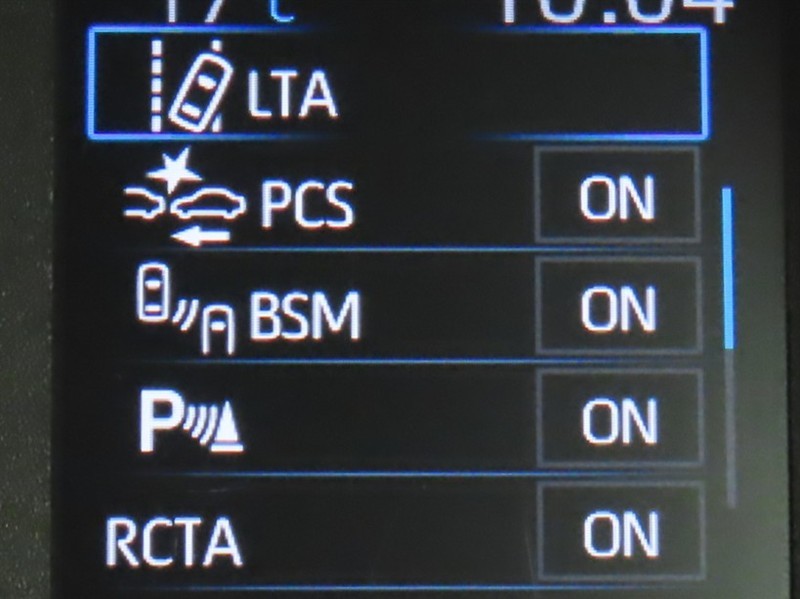 LTA
PCS ON
BSM ON
P ON
RCTA ON